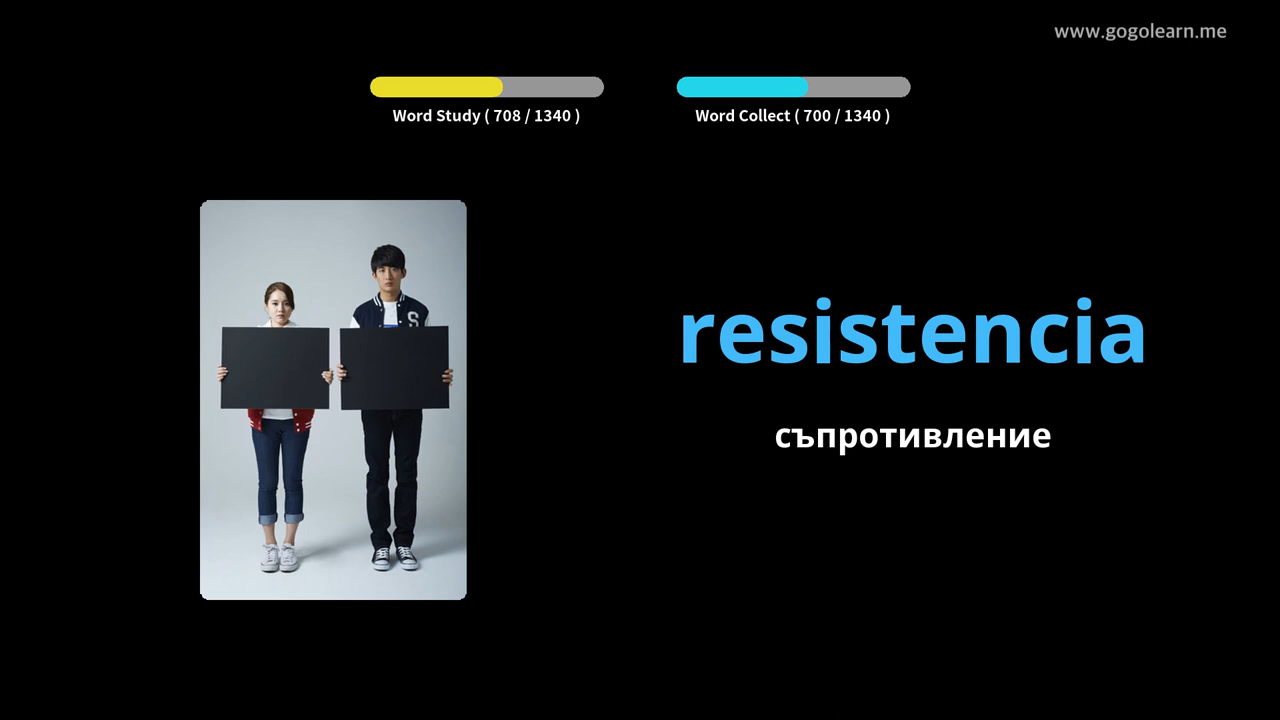 www.gogolearn.me
Word Study ( 708 / 1340 )
Word Collect ( 700 / 1340 )
S
resistencia
съпротивление